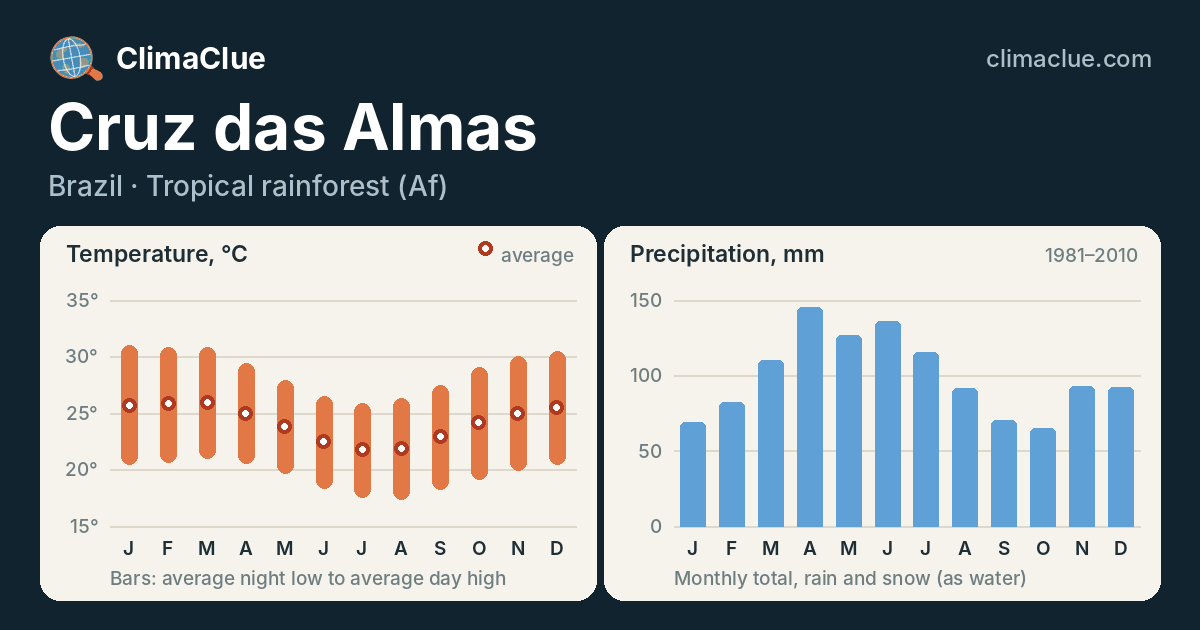 ClimaClue
climaclue.com
Cruz das Almas
Brazil · Tropical rainforest (Af)
Temperature, °C
average
35°
30°
25°
20°
15°
J F M A M J J A S O N D
Bars: average night low to average day high
Precipitation, mm
1981–2010
150
100
50
0
J F M A M J J A S O N D
Monthly total, rain and snow (as water)